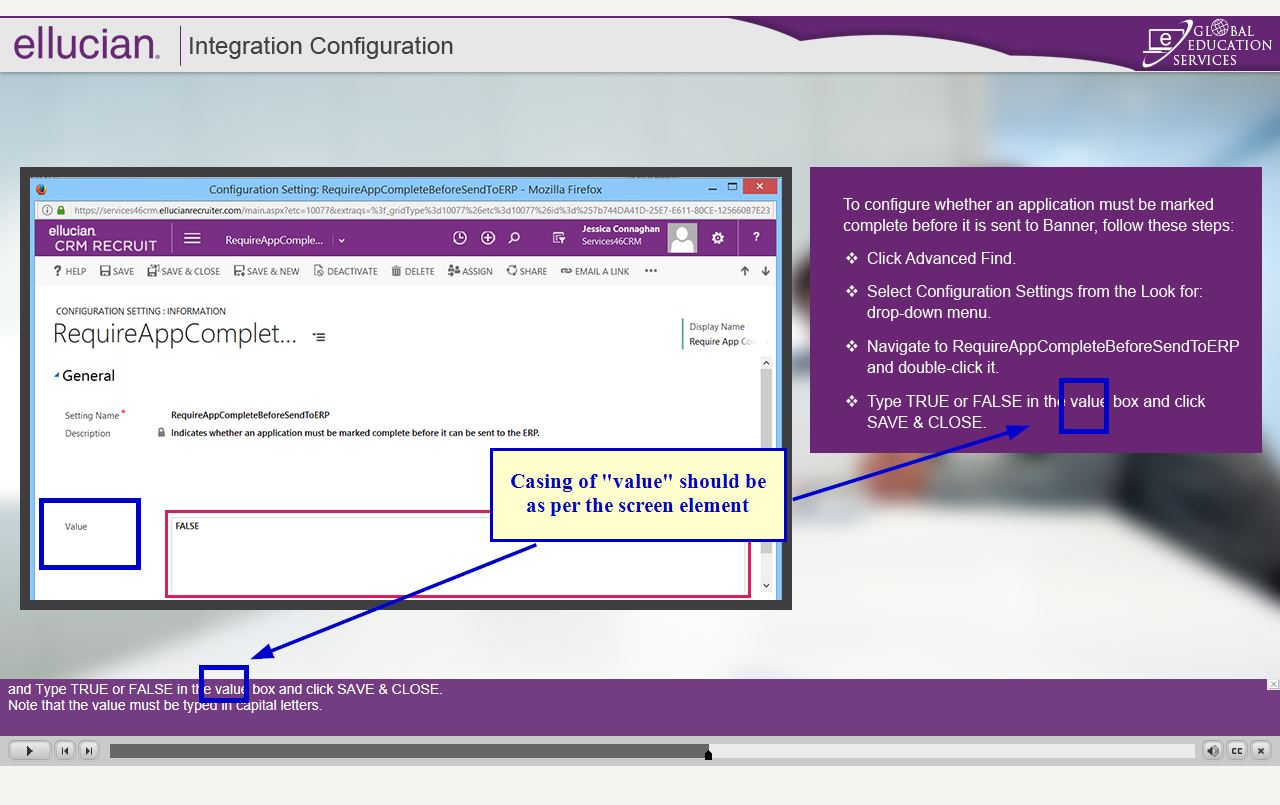 ellucian.
Integration Configuration
GLOBAL
EDUCATION
SERVICES
Configuration Setting: RequireAppCompleteBeforeSendToERP - Mozilla Firefox
https://services46crm.ellucianrecruiter.com/main.aspx?etc=10077&extraqs=%3f_gridType%3d10077%26etc%3d10077%26id%3d%257b744DA41D-25E7-E611-80CE-125660B7E23
ellucian
CRM RECRUIT
RequireAppComple...
Jessica Connaghan
Services46CRM
?
? HELP SAVE SAVE & CLOSE SAVE & NEW DEACTIVATE DELETE ASSIGN SHARE EMAIL A LINK •••
CONFIGURATION SETTING : INFORMATION
RequireAppComplet...
Display Name
Require App Co
General
Setting Name *
RequireAppCompleteBeforeSendToERP
Description
Indicates whether an application must be marked complete before it can be sent to the ERP.
Value
FALSE
Casing of "value" should be
as per the screen element
To configure whether an application must be marked
complete before it is sent to Banner, follow these steps:
❖ Click Advanced Find.
❖ Select Configuration Settings from the Look for:
drop-down menu.
❖ Navigate to RequireAppCompleteBeforeSendToERP
and double-click it.
❖ Type TRUE or FALSE in the value box and click
SAVE & CLOSE.
and Type TRUE or FALSE in the value box and click SAVE & CLOSE.
Note that the value must be typed in capital letters.
CC